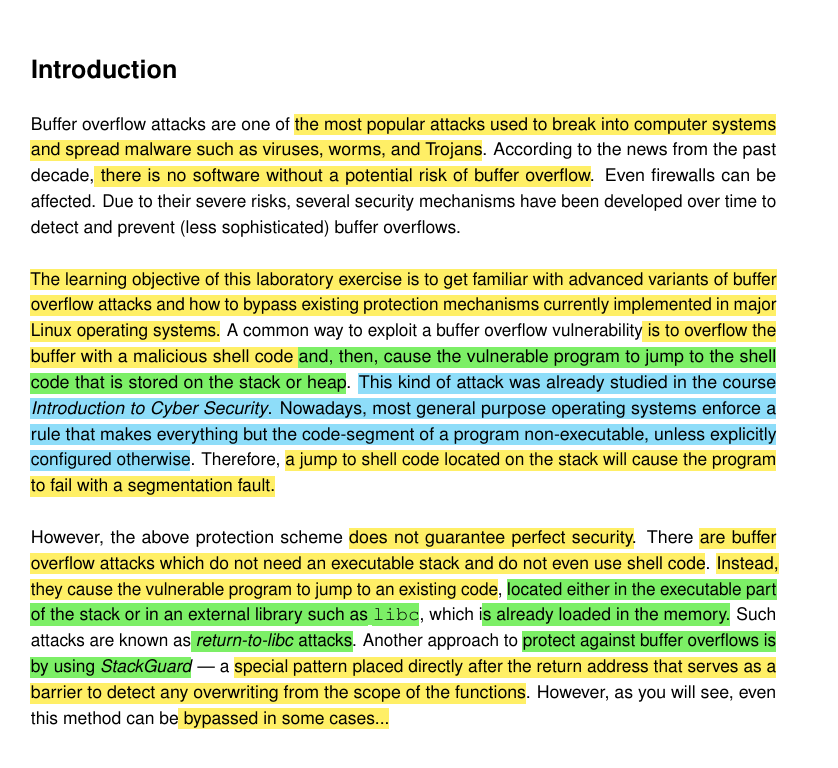 Introduction
Buffer overflow attacks are one of the most popular attacks used to break into computer systems
and spread malware such as viruses, worms, and Trojans. According to the news from the past
decade, there is no software without a potential risk of buffer overflow. Even firewalls can be
affected. Due to their severe risks, several security mechanisms have been developed over time to
detect and prevent (less sophisticated) buffer overflows.
The learning objective of this laboratory exercise is to get familiar with advanced variants of buffer
overflow attacks and how to bypass existing protection mechanisms currently implemented in major
Linux operating systems. A common way to exploit a buffer overflow vulnerability is to overflow the
buffer with a malicious shell code and, then, cause the vulnerable program to jump to the shell
code that is stored on the stack or heap. This kind of attack was already studied in the course
Introduction to Cyber Security. Nowadays, most general purpose operating systems enforce a
rule that makes everything but the code-segment of a program non-executable, unless explicitly
configured otherwise. Therefore, a jump to shell code located on the stack will cause the program
to fail with a segmentation fault.
However, the above protection scheme does not guarantee perfect security. There are buffer
overflow attacks which do not need an executable stack and do not even use shell code. Instead,
they cause the vulnerable program to jump to an existing code, located either in the executable part
of the stack or in an external library such as libc, which is already loaded in the memory. Such
attacks are known as return-to-libc attacks. Another approach to protect against buffer overflows is
by using StackGuard — a special pattern placed directly after the return address that serves as a
barrier to detect any overwriting from the scope of the functions. However, as you will see, even
this method can be bypassed in some cases...